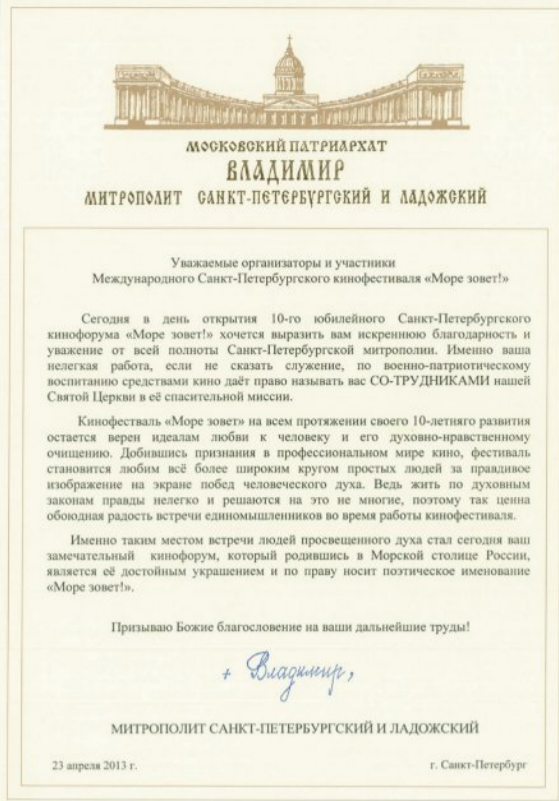 МОСКОВСКИЙ ПАТРИАРХАТ
ВЛАДИМИР
МИТРОПОЛИТ САНКТ-ПЕТЕРБУРГСКИЙ И ЛАДОЖСКИЙ
Уважаемые организаторы и участники
Международного Санкт-Петербургского кинофестиваля «Море зовет!»
Сегодня в день открытия 10-го юбилейного Санкт-Петербургского
кинофорума «Море зовет!» хочется выразить вам искреннюю благодарность и
уважение от всей полноты Санкт-Петербургской митрополии. Именно ваша
нелегкая работа, если не сказать служение, по военно-патриотическому
воспитанию средствами кино даёт право называть вас СО-ТРУДНИКАМИ нашей
Святой Церкви в её спасительной миссии.
Кинофестваль «Море зовет» на всем протяжении своего 10-летняго развития
остается верен идеалам любви к человеку и его духовно-нравственному
очищению. Добившись признания в профессиональном мире кино, фестиваль
становится любим всё более широким кругом простых людей за правдивое
изображение на экране побед человеческого духа. Ведь жить по духовным
законам правды нелегко и решаются на это не многие, поэтому так ценна
обоюдная радость встречи единомышленников во время работы кинофестиваля.
Именно таким местом встречи людей просвещенного духа стал сегодня ваш
замечательный кинофорум, который родившись в Морской столице России,
является её достойным украшением и по праву носит поэтическое именование
«Море зовет!».
Призываю Божие благословение на ваши дальнейшие труды!
+ Владимир,
МИТРОПОЛИТ САНКТ-ПЕТЕРБУРГСКИЙ И ЛАДОЖСКИЙ
23 апреля 2013 г. г. Санкт-Петербург